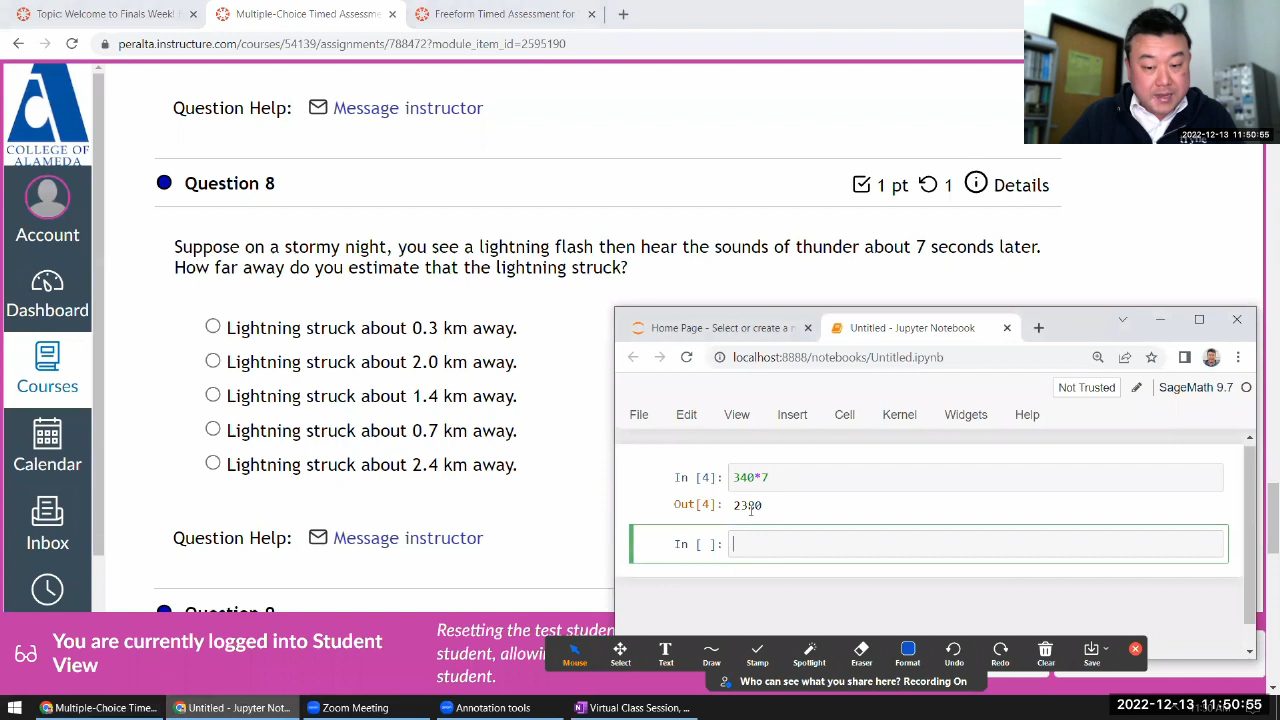 Topic: Welcome to Finals Week!
Multiple-Choice Timed Assessme
Freeform Timed Assessment for
peralta.instructure.com/courses/54139/assignments/788472?module_item_id=2595190
2022-12-13 11:50:55
COLLEGE OF
ALAMEDA
Account
Dashboard
Courses
Calendar
Inbox
Question Help: Message instructor
Question 8
1 pt 1 Details
Suppose on a stormy night, you see a lightning flash then hear the sounds of thunder about 7 seconds later.
How far away do you estimate that the lightning struck?
Lightning struck about 0.3 km away.
Lightning struck about 2.0 km away.
Lightning struck about 1.4 km away.
Lightning struck about 0.7 km away.
Lightning struck about 2.4 km away.
Question Help: Message instructor
Question 9
Home Page - Select or create a n
Untitled - Jupyter Notebook
localhost:8888/notebooks/Untitled.ipynb
Not Trusted
SageMath 9.7
File Edit View Insert Cell Kernel Widgets Help
In [4]: 340*7
Out[4]: 2380
In [ ]:
You are currently logged into Student
View
Resetting the test studen
student, allowin
student.
Mouse Select Text Draw Stamp Spotlight Eraser Format Undo Redo Clear Save
Who can see what you share here? Recording On
Multiple-Choice Time...
Untitled - Jupyter Not...
Zoom Meeting
Annotation tools
Virtual Class Session, ...
2022-12-13 11:50:55